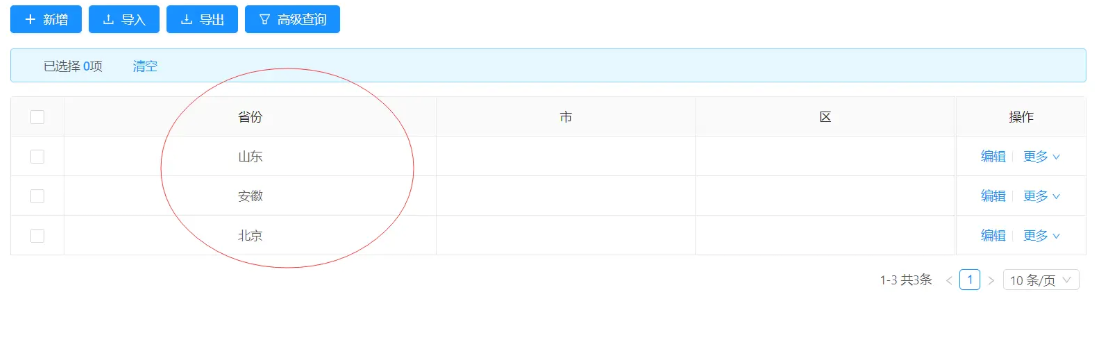 新增 导入 导出 高级查询
已选择 0项 清空
省份 市 区 操作
山东 编辑 更多
安徽 编辑 更多
北京 编辑 更多
1-3 共3条 1 10 条/页